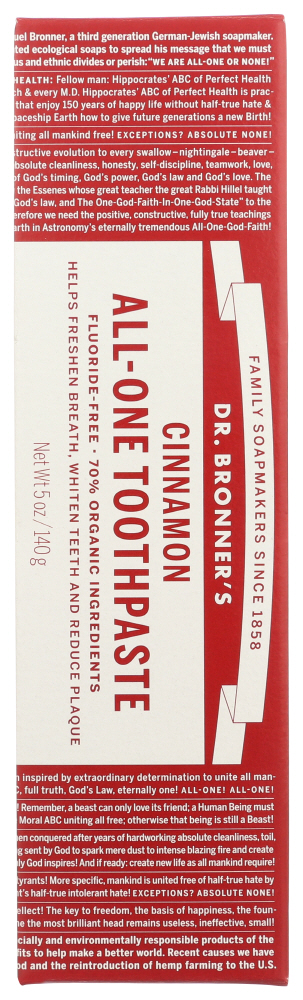 uel Bronner, a third generation German-Jewish soapmaker.
ted ecological soaps to spread his message that we must
us and ethnic divides or perish: "WE ARE ALL-ONE OR NONE!"
HEALTH: Fellow man: Hippocrates' ABC of Perfect Health
h & every M.D. Hippocrates' ABC of Perfect Health is prac-
that enjoy 150 years of happy life without half-true hate &
paceship Earth how to give future generations a new Birth!
iting all mankind free! EXCEPTIONS? ABSOLUTE NONE!
structive evolution to every swallow – nightingale – beaver –
bsolute cleanliness, honesty, self-discipline, teamwork, love,
of God's timing, God's power, God's law and God's love. The
the Essenes whose great teacher the great Rabbi Hillel taught
God's law, and The One-God-Faith-In-One-God-State" to the
erefore we need the positive, constructive, fully true teachings
arth in Astronomy's eternally tremendous All-One-God-Faith!
FAMILY SOAPMAKERS SINCE 1858
DR. BRONNER'S
CINNAMON
ALL-ONE TOOTHPASTE
FLUORIDE-FREE • 70% ORGANIC INGREDIENTS
HELPS FRESHEN BREATH, WHITEN TEETH AND REDUCE PLAQUE
Net Wt 5 oz/140g
n inspired by extraordinary determination to unite all man-
C, full truth, God's Law, eternally one! ALL-ONE! ALL-ONE!
! Remember, a beast can only love its friend; a Human Being must
Moral ABC uniting all free; otherwise that being is still a Beast!
en conquered after years of hardworking absolute cleanliness, toil,
g sent by God to spark mere dust to intense blazing fire and create
ly God inspires! And if ready: create new life as all mankind require!
tyrants! More specific, mankind is united free of half-true hate by
t's half-true intolerant hate! EXCEPTIONS? ABSOLUTE NONE!
ellect! The key to freedom, the basis of happiness, the foun-
e the most brilliant head remains useless, ineffective, small!
cially and environmentally responsible products of the
fits to help make a better world. Recent causes we have
od and the reintroduction of hemp farming to the U.S.